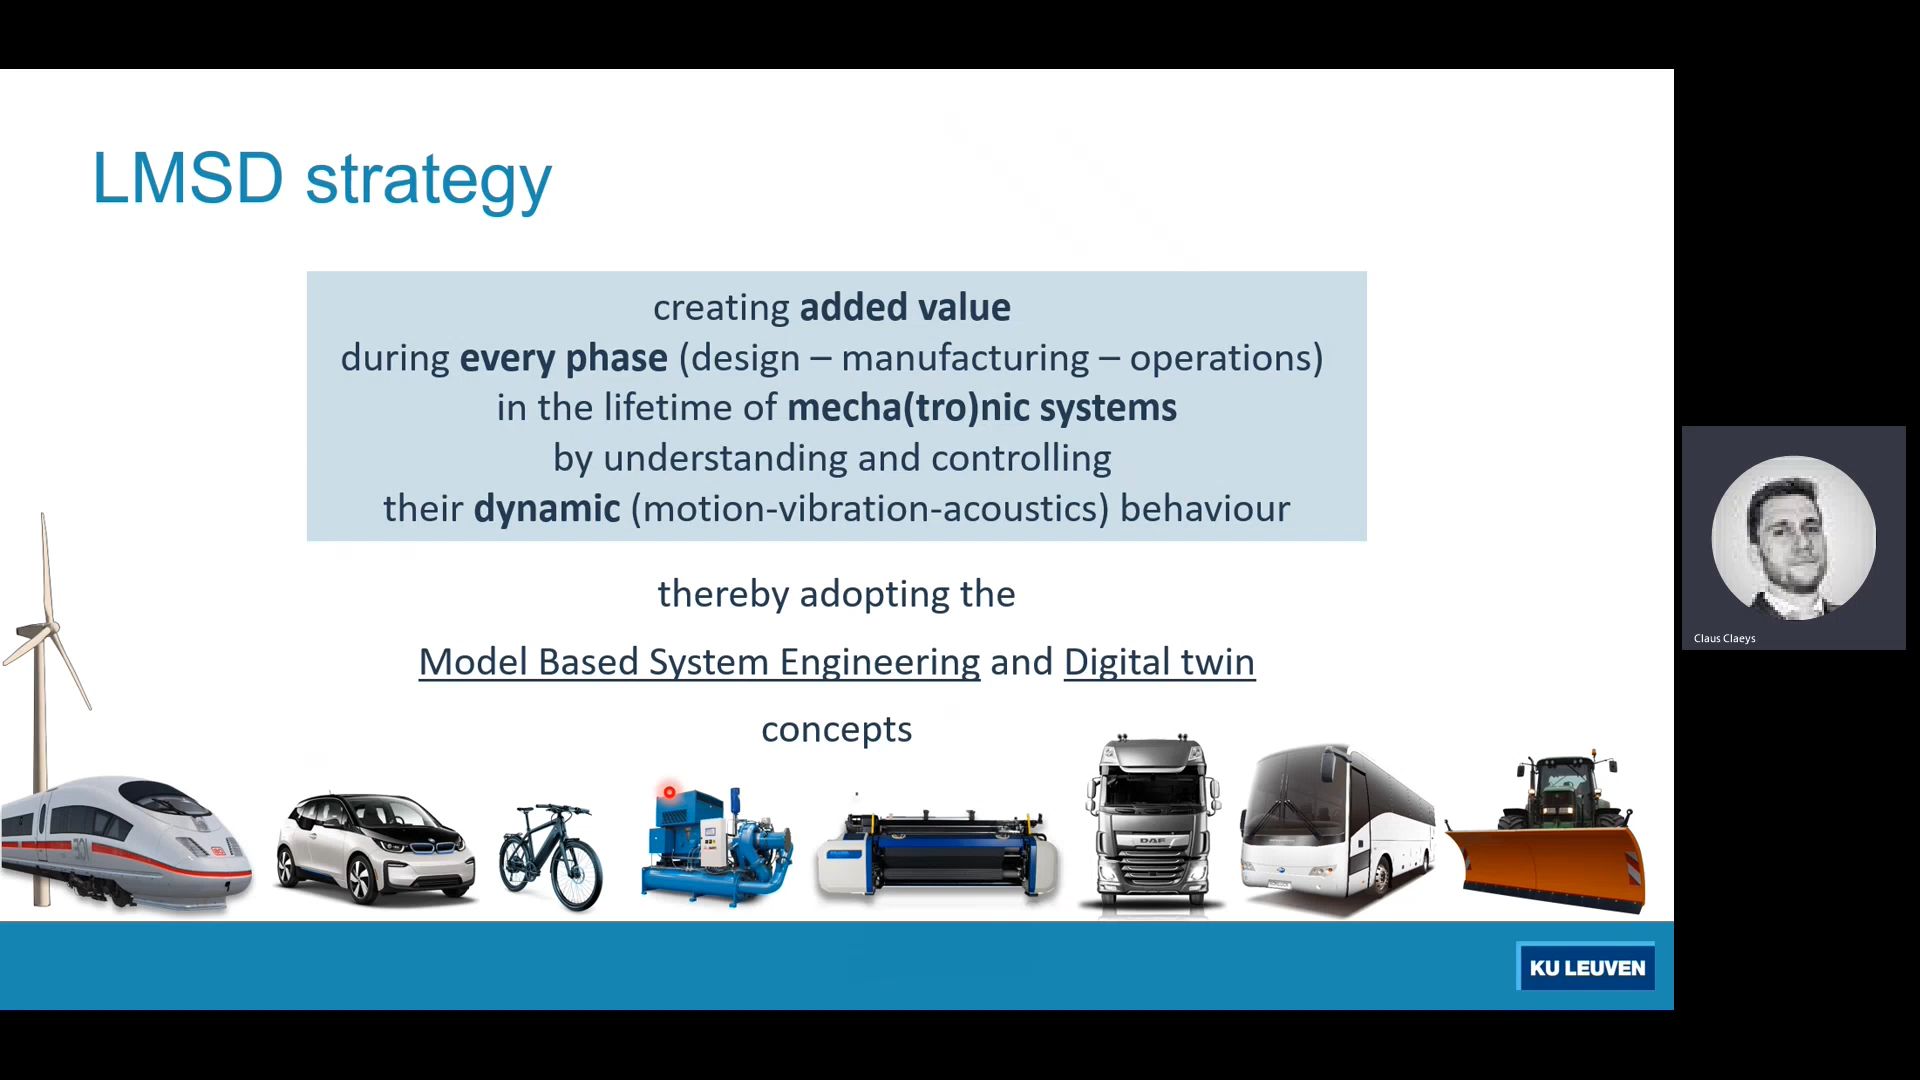 LMSD strategy
creating added value
during every phase (design – manufacturing – operations)
in the lifetime of mecha(tro)nic systems
by understanding and controlling
their dynamic (motion-vibration-acoustics) behaviour
thereby adopting the
Model Based System Engineering and Digital twin
concepts
Claus Claeys
DAF
KU LEUVEN